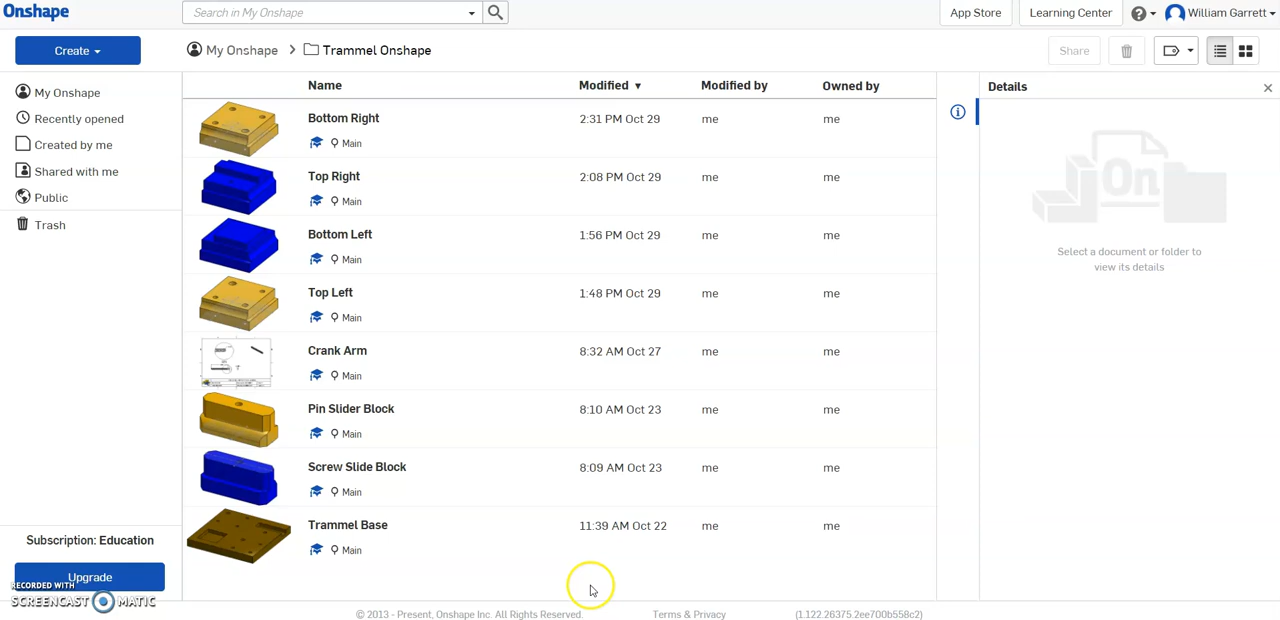 Onshape
Search in My Onshape
App Store
Learning Center
William Garrett
Create
My Onshape
Trammel Onshape
Share
My Onshape
Recently opened
Created by me
Shared with me
Public
Trash
Name Modified Modified by Owned by
Bottom Right 2:31 PM Oct 29 me me
Main
Top Right 2:08 PM Oct 29 me me
Main
Bottom Left 1:56 PM Oct 29 me me
Main
Top Left 1:48 PM Oct 29 me me
Main
Crank Arm 8:32 AM Oct 27 me me
Main
Pin Slider Block 8:10 AM Oct 23 me me
Main
Screw Slide Block 8:09 AM Oct 23 me me
Main
Trammel Base 11:39 AM Oct 22 me me
Main
Details
On
Select a document or folder to
view its details
Subscription: Education
Upgrade
RECORDED WITH
SCREENCAST MATIC
© 2013 - Present, Onshape Inc. All Rights Reserved.
Terms & Privacy
(1.122.26375.2ee700b558c2)